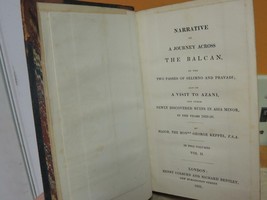 NARRATIVE
OF
A JOURNEY ACROSS
THE BALCAN,
BY THE
TWO PASSES OF SELIMNO AND PRAVADI;
ALSO OF
A VISIT TO AZANI,
AND OTHER
NEWLY DISCOVERED RUINS IN ASIA MINOR,
IN THE YEARS 1829-30.
BY
MAJOR THE HON. GEORGE KEPPEL, F.S.A.
IN TWO VOLUMES
VOL. II.
LONDON:
HENRY COLBURN AND RICHARD BENTLEY,
NEW BURLINGTON STREET.
1831.